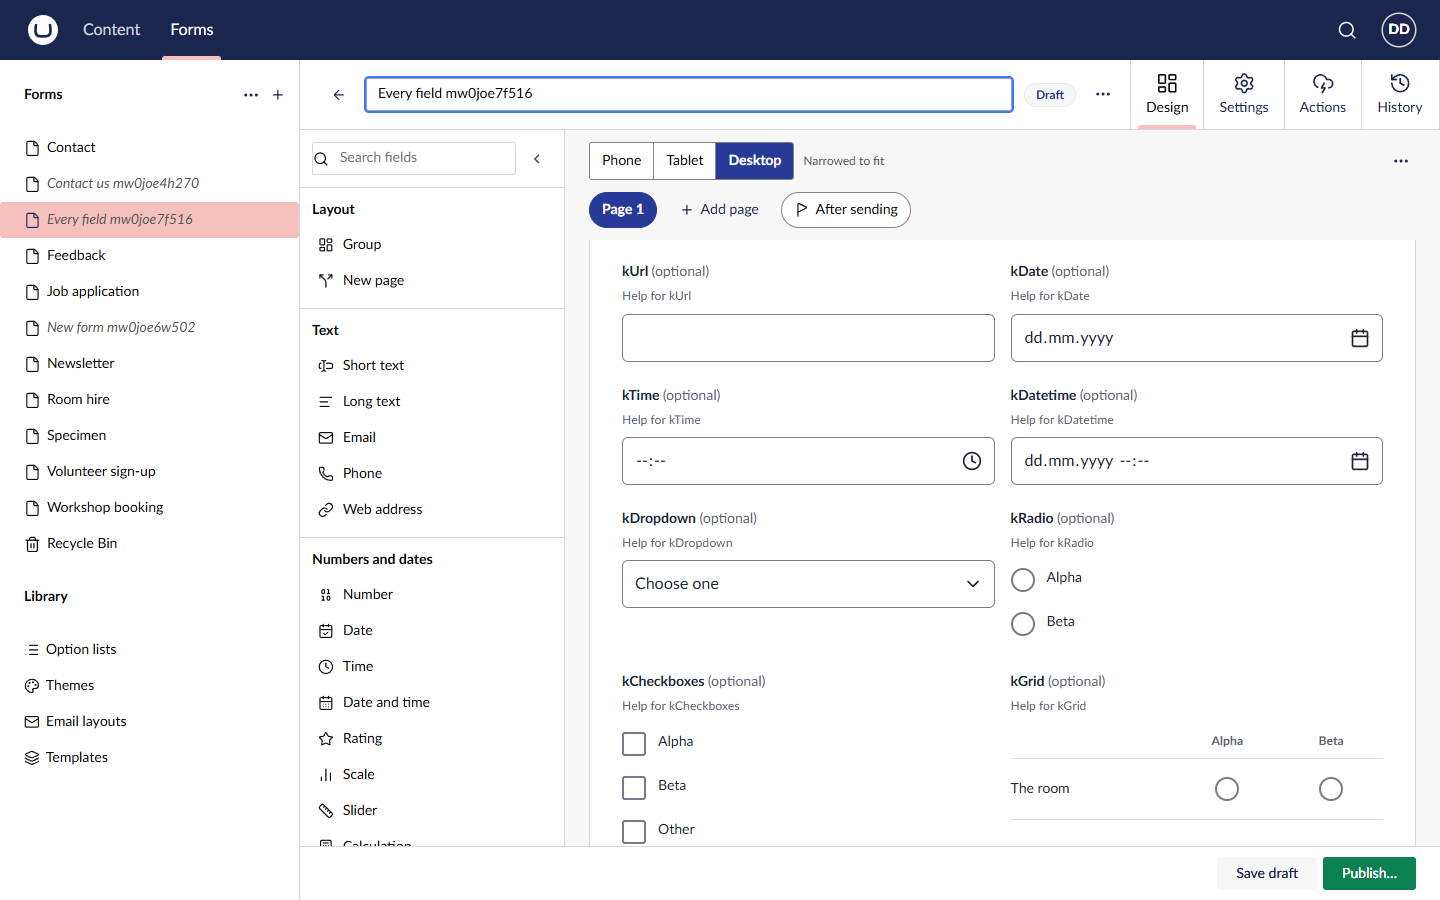 Content
Forms
DD
Forms
Contact
Contact us mw0joe4h270
Every field mw0joe7f516
Feedback
Job application
New form mw0joe6w502
Newsletter
Room hire
Specimen
Volunteer sign-up
Workshop booking
Recycle Bin
Library
Option lists
Themes
Email layouts
Templates
Every field mw0joe7f516
Draft
Design
Settings
Actions
History
Search fields
Layout
Group
New page
Text
Short text
Long text
Email
Phone
Web address
Numbers and dates
Number
Date
Time
Date and time
Rating
Scale
Slider
Calculation
Phone
Tablet
Desktop
Narrowed to fit
Page 1
Add page
After sending
kUrl (optional)
Help for kUrl
kDate (optional)
Help for kDate
dd.mm.yyyy
kTime (optional)
Help for kTime
--:--
kDatetime (optional)
Help for kDatetime
dd.mm.yyyy --:--
kDropdown (optional)
Help for kDropdown
Choose one
kRadio (optional)
Help for kRadio
Alpha
Beta
kCheckboxes (optional)
Help for kCheckboxes
Alpha
Beta
Other
kGrid (optional)
Help for kGrid
Alpha
Beta
The room
Save draft
Publish...